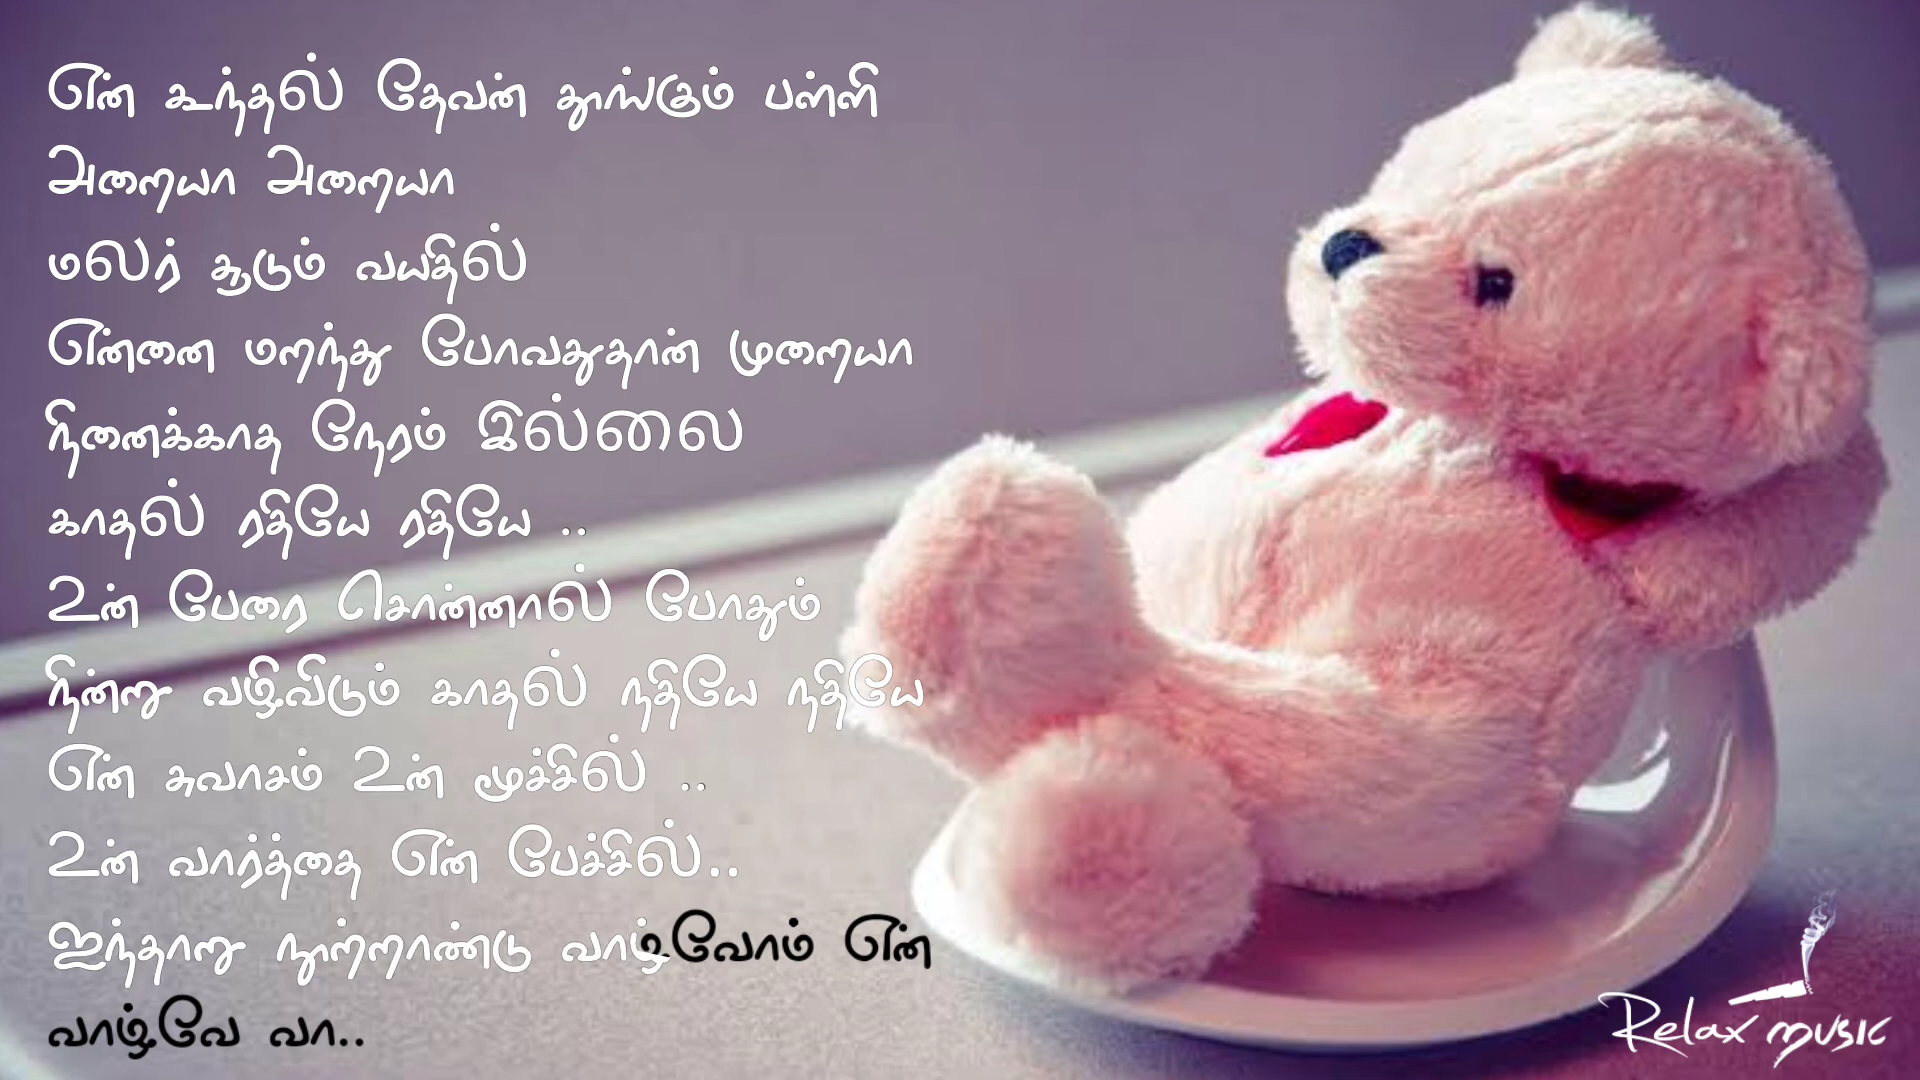 என் கூந்தல் தேவன் தூங்கும் பள்ளி
அறையா அறையா
மலர் சூடும் வயதில்
என்னை மறந்து போவதுதான் முறையா
நினைக்காத நேரம் இல்லை
காதல் ரதியே ரதியே ..
உன் பேரை சொன்னால் போதும்
நின்று வழிவிடும் காதல் நதியே நதியே
என் சுவாசம் உன் மூச்சில் ..
உன் வார்த்தை என் பேச்சில்..
ஐந்தாறு நூற்றாண்டு வாழ்வோம் என்
வாழ்வே வா..
Relax music